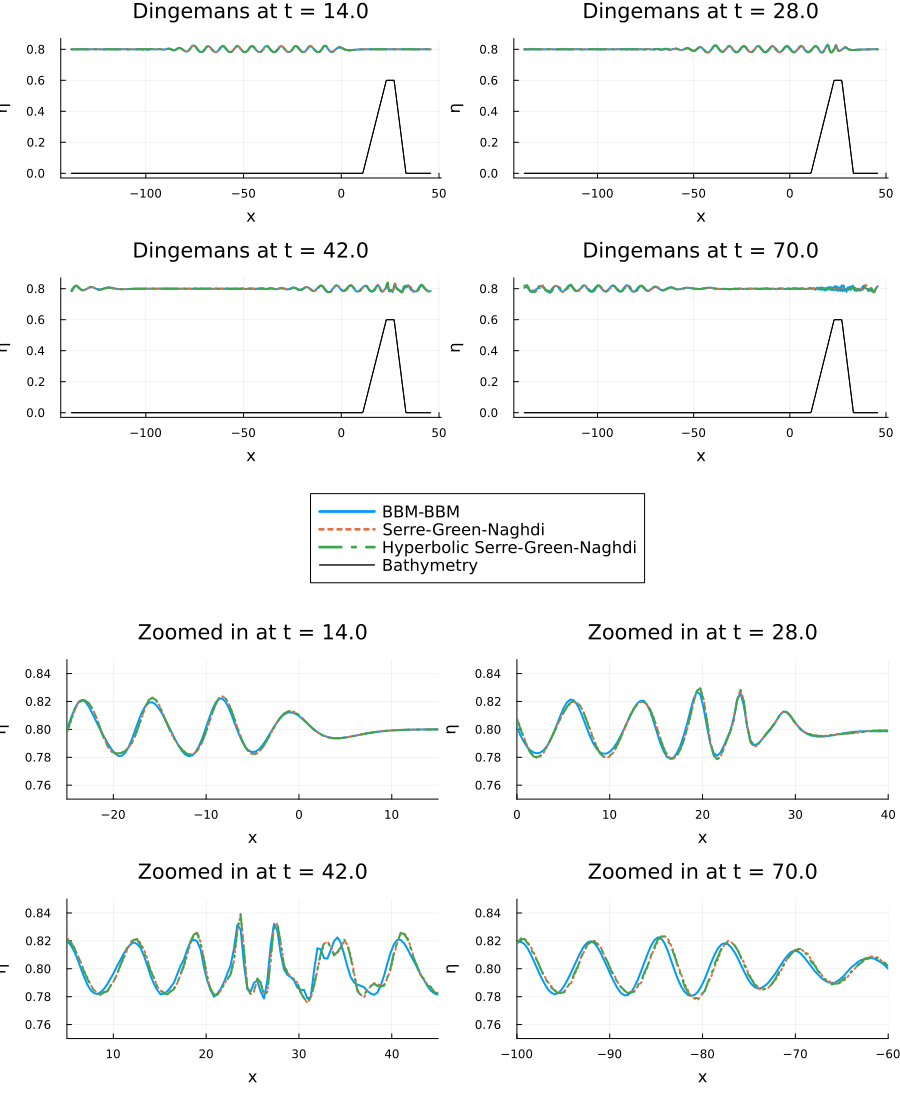 Dingemans at t = 14.0
Dingemans at t = 28.0
0.8
0.6
0.4
0.2
0.0
η
−100
−50
0
50
x
0.8
0.6
0.4
0.2
0.0
η
−100
−50
0
50
x
Dingemans at t = 42.0
Dingemans at t = 70.0
0.8
0.6
0.4
0.2
0.0
η
−100
−50
0
50
x
0.8
0.6
0.4
0.2
0.0
η
−100
−50
0
50
x
BBM-BBM
Serre-Green-Naghdi
Hyperbolic Serre-Green-Naghdi
Bathymetry
Zoomed in at t = 14.0
Zoomed in at t = 28.0
0.84
0.82
0.80
0.78
0.76
η
−20
−10
0
10
x
0.84
0.82
0.80
0.78
0.76
η
0
10
20
30
40
x
Zoomed in at t = 42.0
Zoomed in at t = 70.0
0.84
0.82
0.80
0.78
0.76
η
10
20
30
40
x
0.84
0.82
0.80
0.78
0.76
η
−100
−90
−80
−70
−60
x